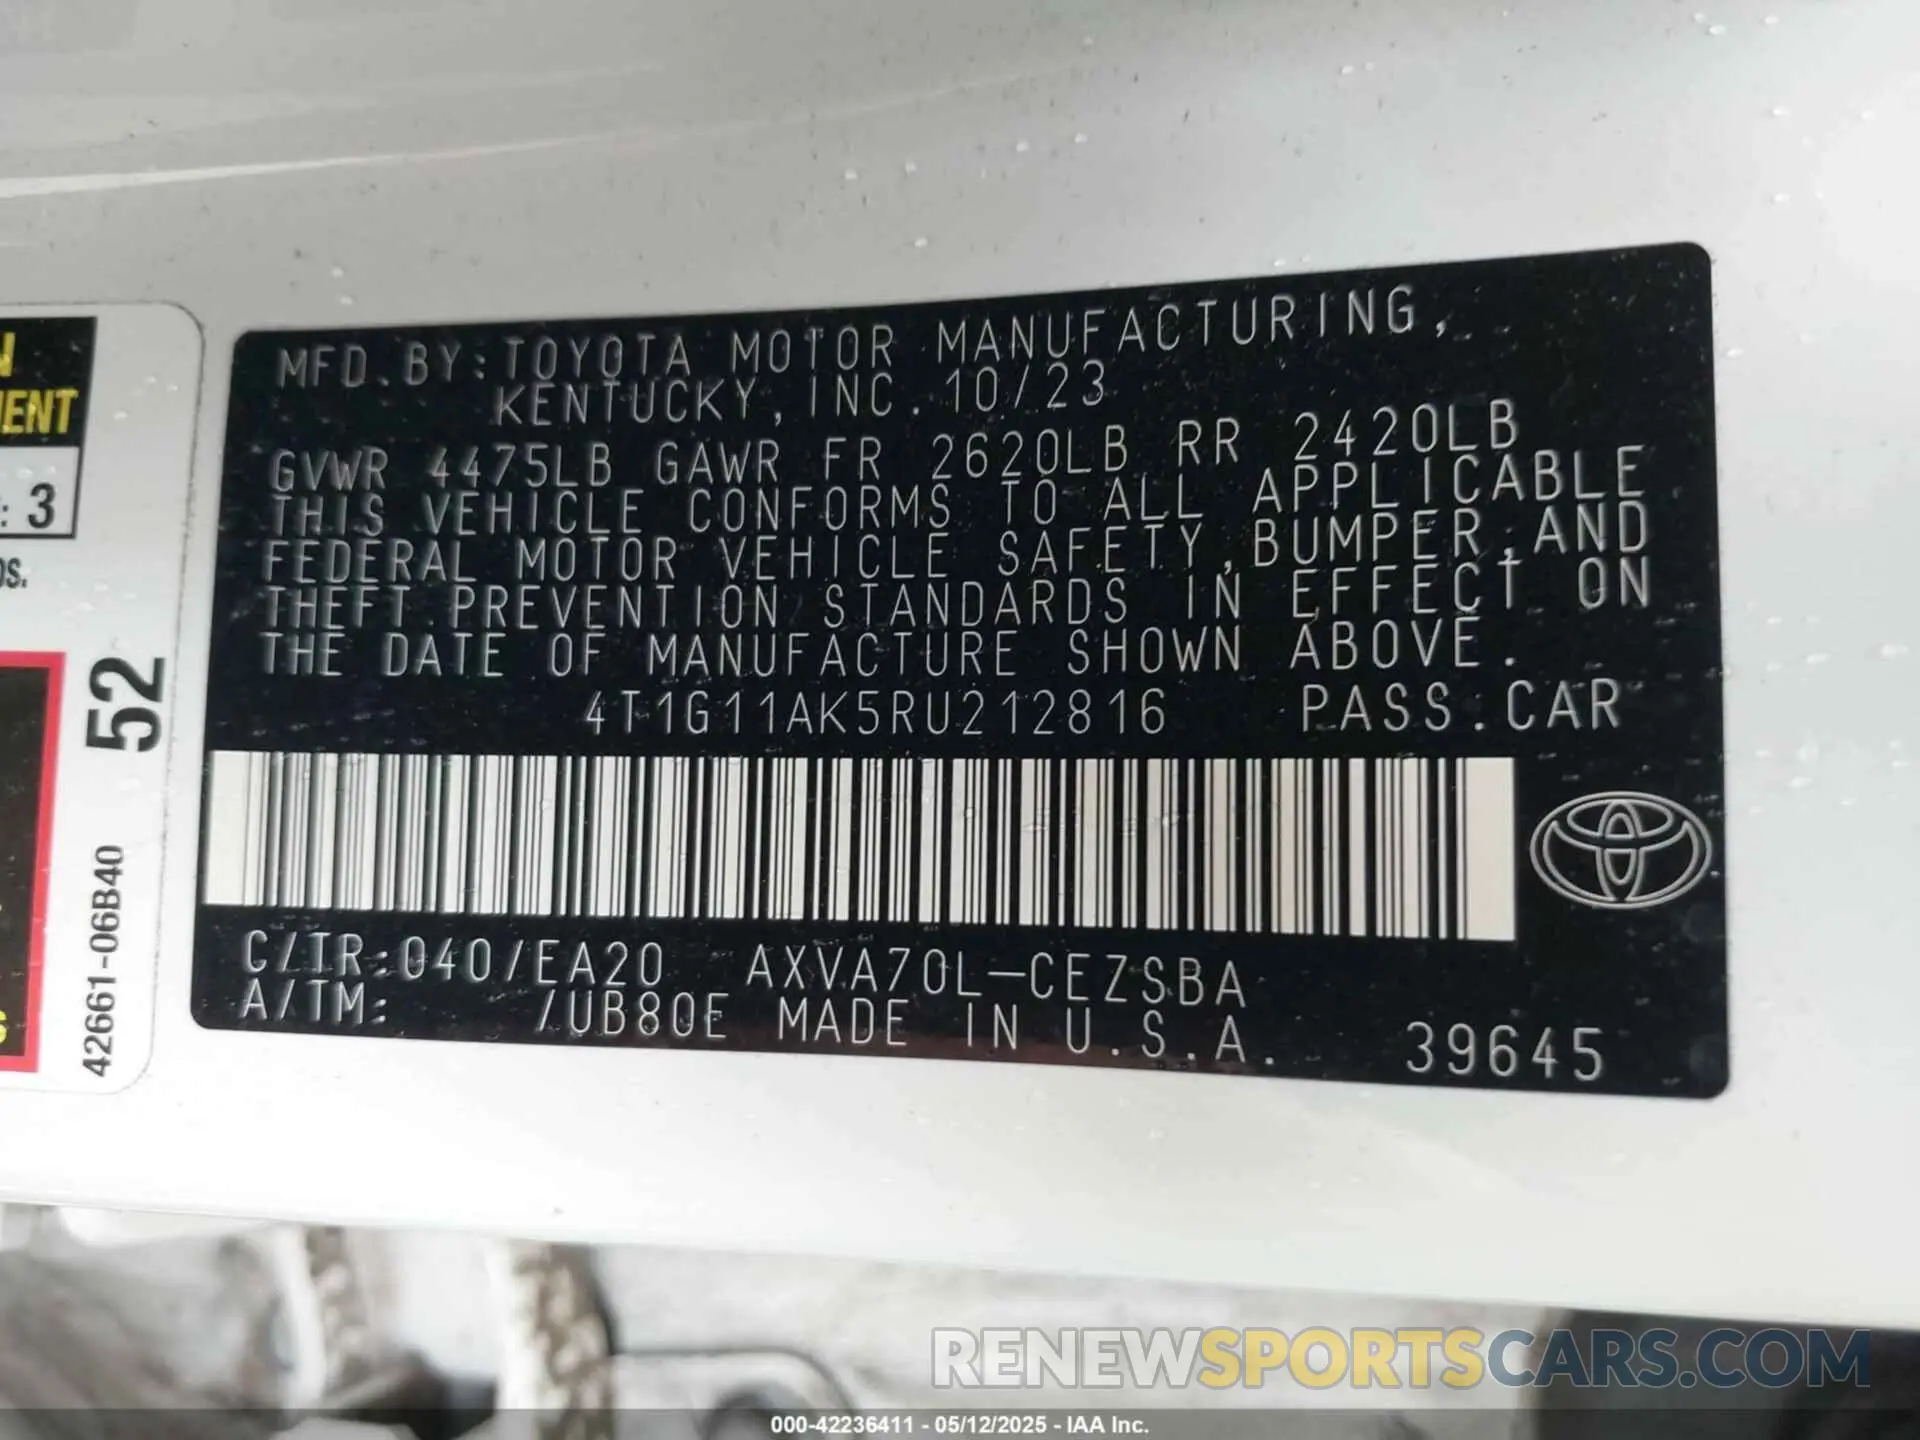 MFD. BY: TOYOTA MOTOR MANUFACTURING,
KENTUCKY, INC. 10/23
GVWR 4475LB GAWR FR 2620LB RR 2420LB
THIS VEHICLE CONFORMS TO ALL APPLICABLE
FEDERAL MOTOR VEHICLE SAFETY, BUMPER, AND
THEFT PREVENTION STANDARDS IN EFFECT ON
THE DATE OF MANUFACTURE SHOWN ABOVE.
4T1G11AK5RU212816 PASS. CAR
C/TR: 040/EA20 AXVA70L-CEZSBA
A/TM: /UB80E MADE IN U.S.A. 39645
: 3
52
42661-06B40
RENEWSPORTSCARS.COM
000-42236411 - 05/12/2025 - IAA Inc.